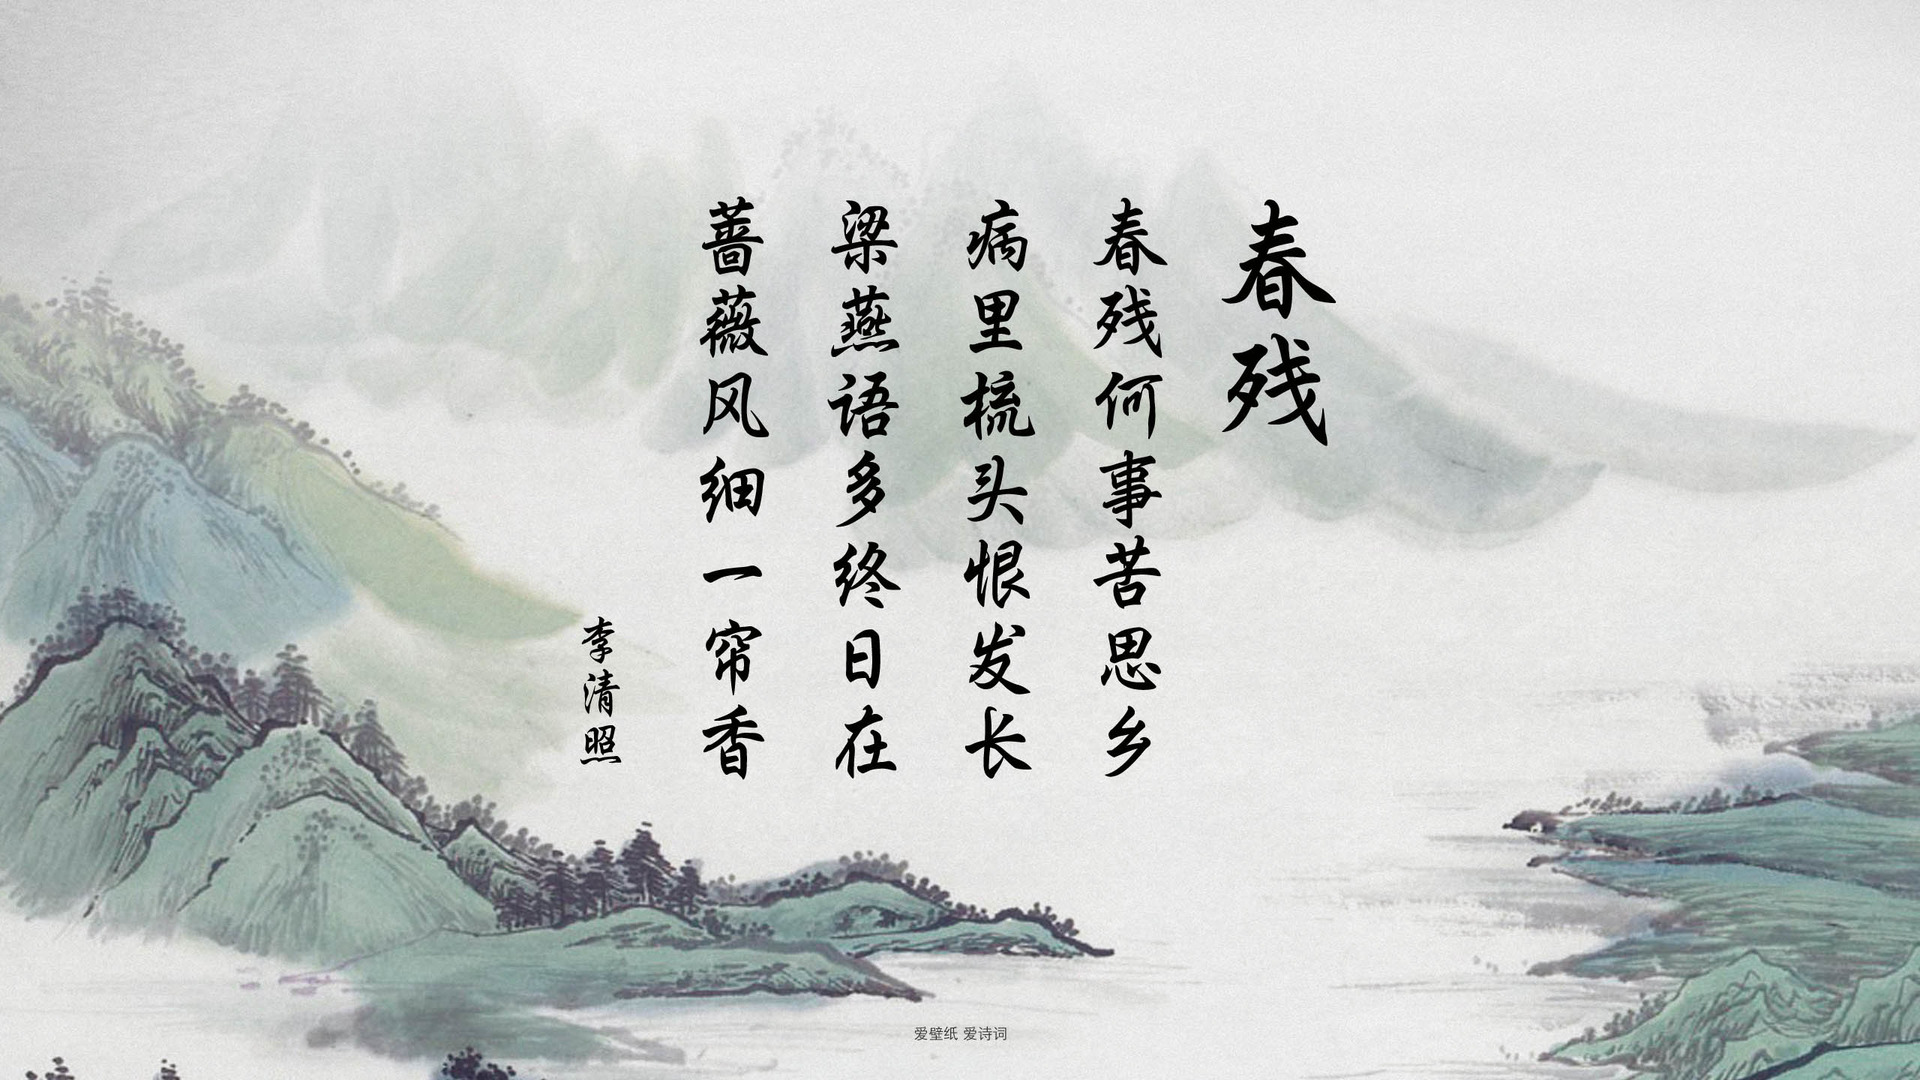 春残
春残何事苦思乡
病里梳头恨发长
梁燕语多终日在
蔷薇风细一帘香
李清照
爱壁纸 爱诗词